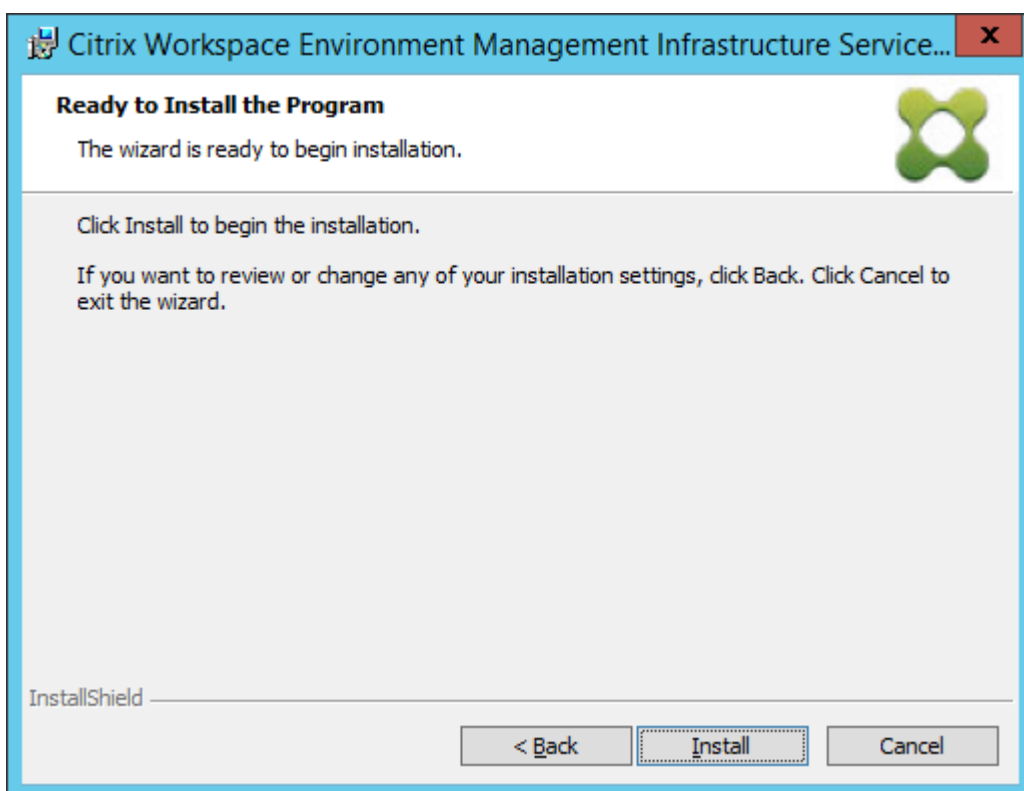 Citrix Workspace Environment Management Infrastructure Service...
x
Ready to Install the Program
The wizard is ready to begin installation.
Click Install to begin the installation.
If you want to review or change any of your installation settings, click Back. Click Cancel to
exit the wizard.
InstallShield
< Back
Install
Cancel